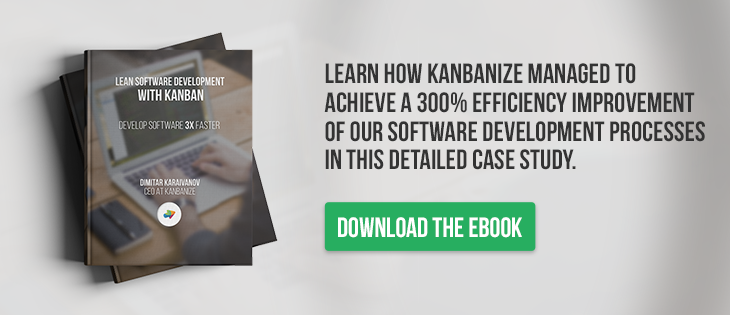 LEAN SOFTWARE DEVELOPMENT
WITH KANBAN
DEVELOP SOFTWARE 3X FASTER
DIMITAR KARAIVANOV
CEO AT KANBANIZE
LEARN HOW KANBANIZE MANAGED TO
ACHIEVE A 300% EFFICIENCY IMPROVEMENT
OF OUR SOFTWARE DEVELOPMENT PROCESSES
IN THIS DETAILED CASE STUDY.
DOWNLOAD THE EBOOK